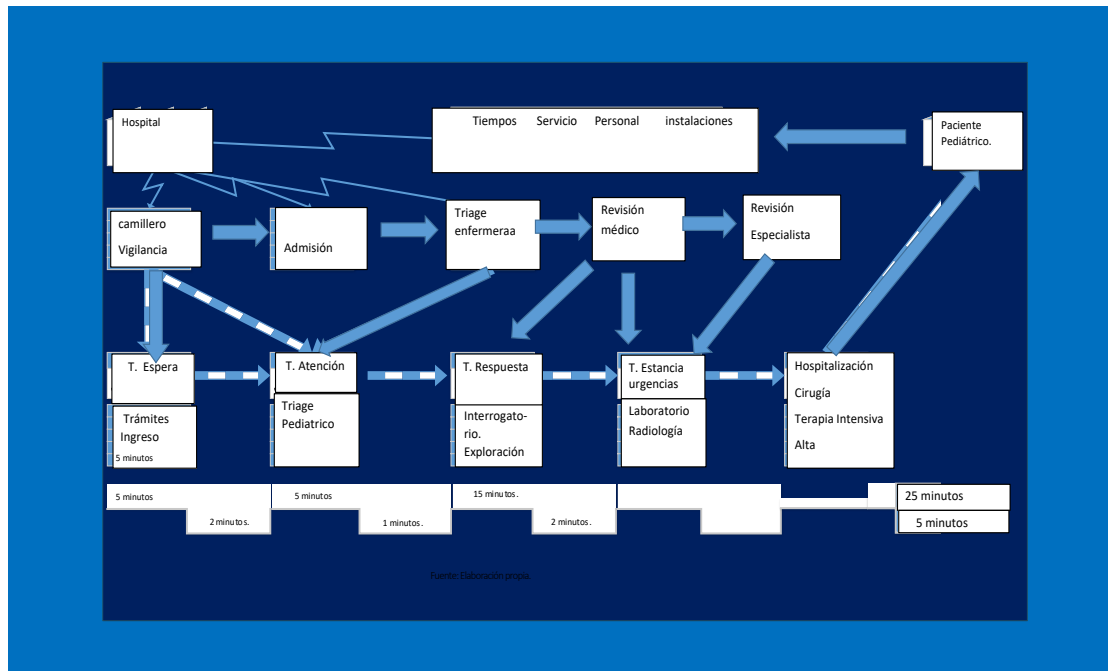 Hospital
Tiempos Servicio Personal instalaciones
Paciente
Pediátrico.
camillero
Vigilancia
Admisión
Triage
enfermeraa
Revisión
médico
Revisión
Especialista
T. Espera
T. Atención
T. Respuesta
T. Estancia
urgencias
Hospitalización
Cirugía
Terapia Intensiva
Alta
Trámites
Ingreso
5 minutos
Triage
Pediatrico
Interrogato-
rio.
Exploración
Laboratorio
Radiología
5 minutos
5 minutos
15 minutos.
25 minutos
2 minutos.
1 minutos.
2 minutos.
5 minutos
Fuente: Elaboración propia.